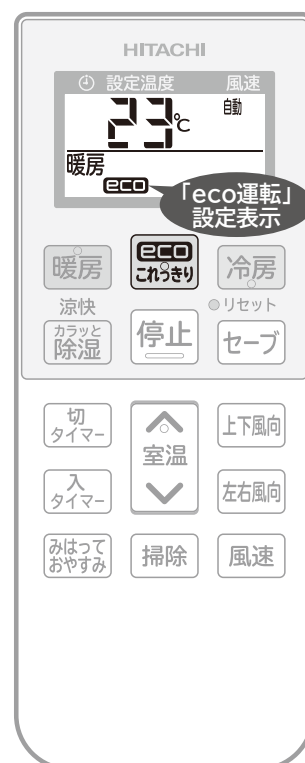 HITACHI
設定温度 風速
23℃ 自動
暖房
eco
「eco運転」
設定表示
暖房
eco
これっきり
冷房
涼快
リセット
カラッと
除湿
停止
セーブ
切
タイマー
室温
上下風向
入
タイマー
左右風向
みはって
おやすみ
掃除
風速